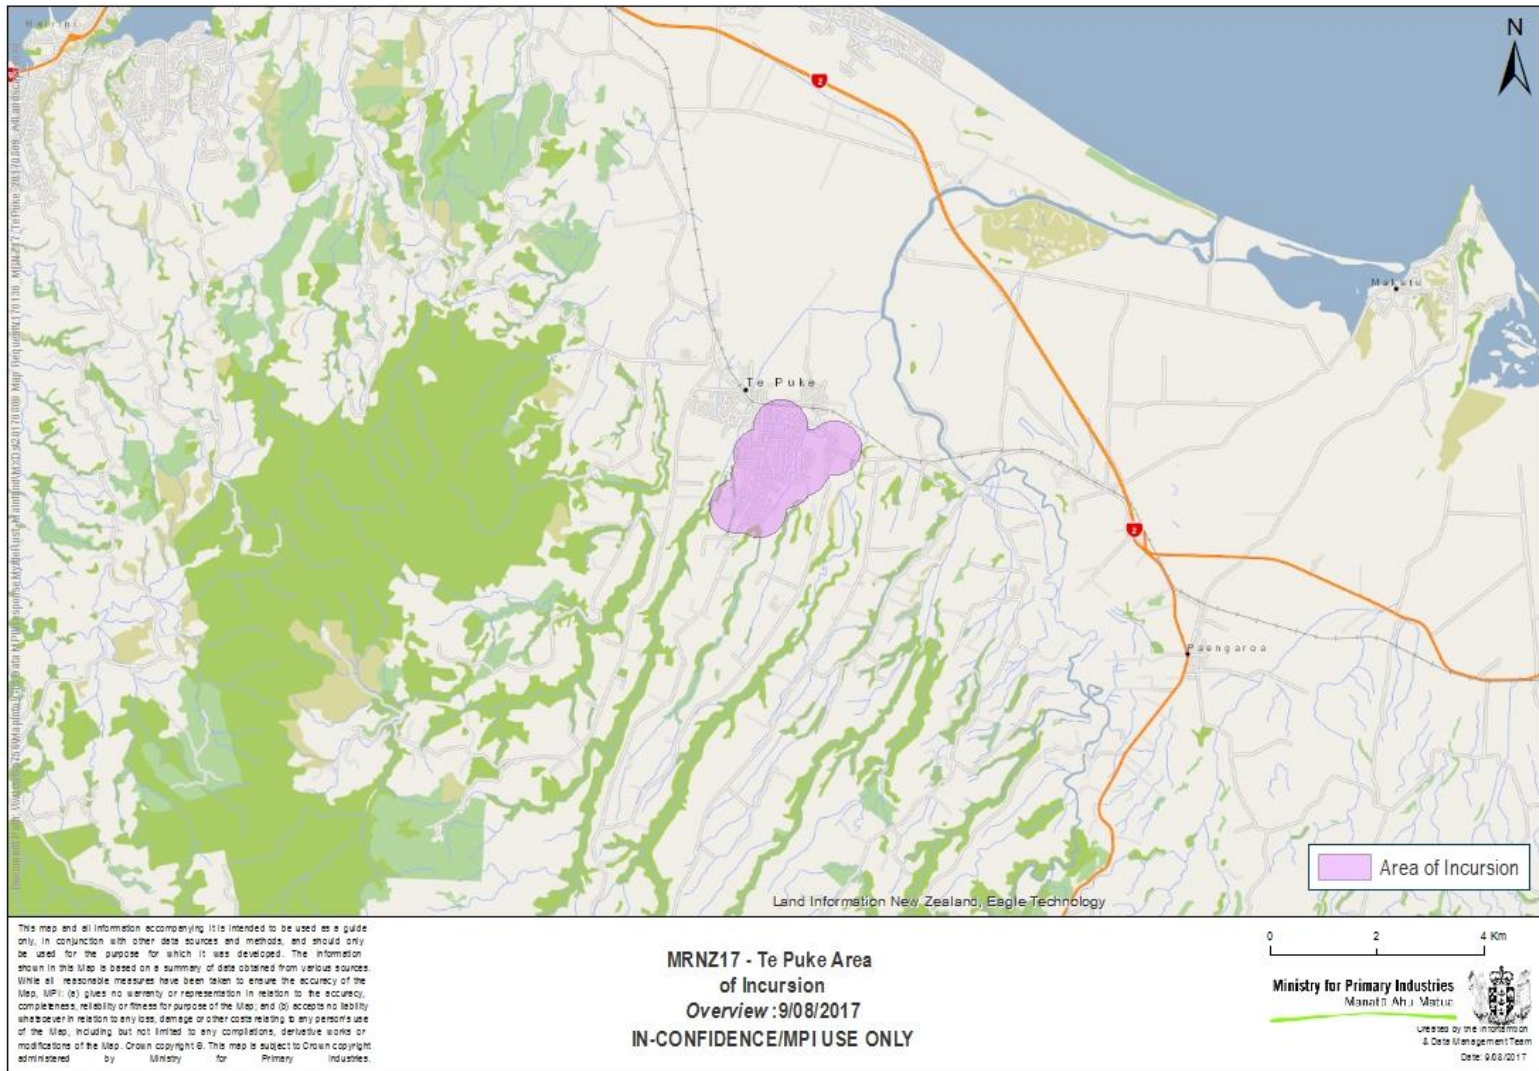 Hairini
N
2
Maketu
Te Puke
2
Paengaroa
Area of Incursion
Land Information New Zealand, Eagle Technology
This map and all information accompanying it is intended to be used as a guide
only, in conjunction with other data sources and methods, and should only
be used for the purpose for which it was developed. The information
shown in this Map is based on a summary of data obtained from various sources.
While all reasonable measures have been taken to ensure the accuracy of the
Map, MPI: (a) gives no warranty or representation in relation to the accuracy,
completeness, reliability or fitness for purpose of the Map; and (b) accepts no liability
whatsoever in relation to any loss, damage or other costs relating to any person's use
of the Map, including but not limited to any compilations, derivative works or
modifications of the Map. Crown copyright ©. This map is subject to Crown copyright
administered by Ministry for Primary Industries.
MRNZ17 - Te Puke Area
of Incursion
Overview :9/08/2017
IN-CONFIDENCE/MPI USE ONLY
0 2 4 Km
Ministry for Primary Industries
Manatū Ahu Matua
Created by the Information
& Data Management Team
Date: 9/08/2017